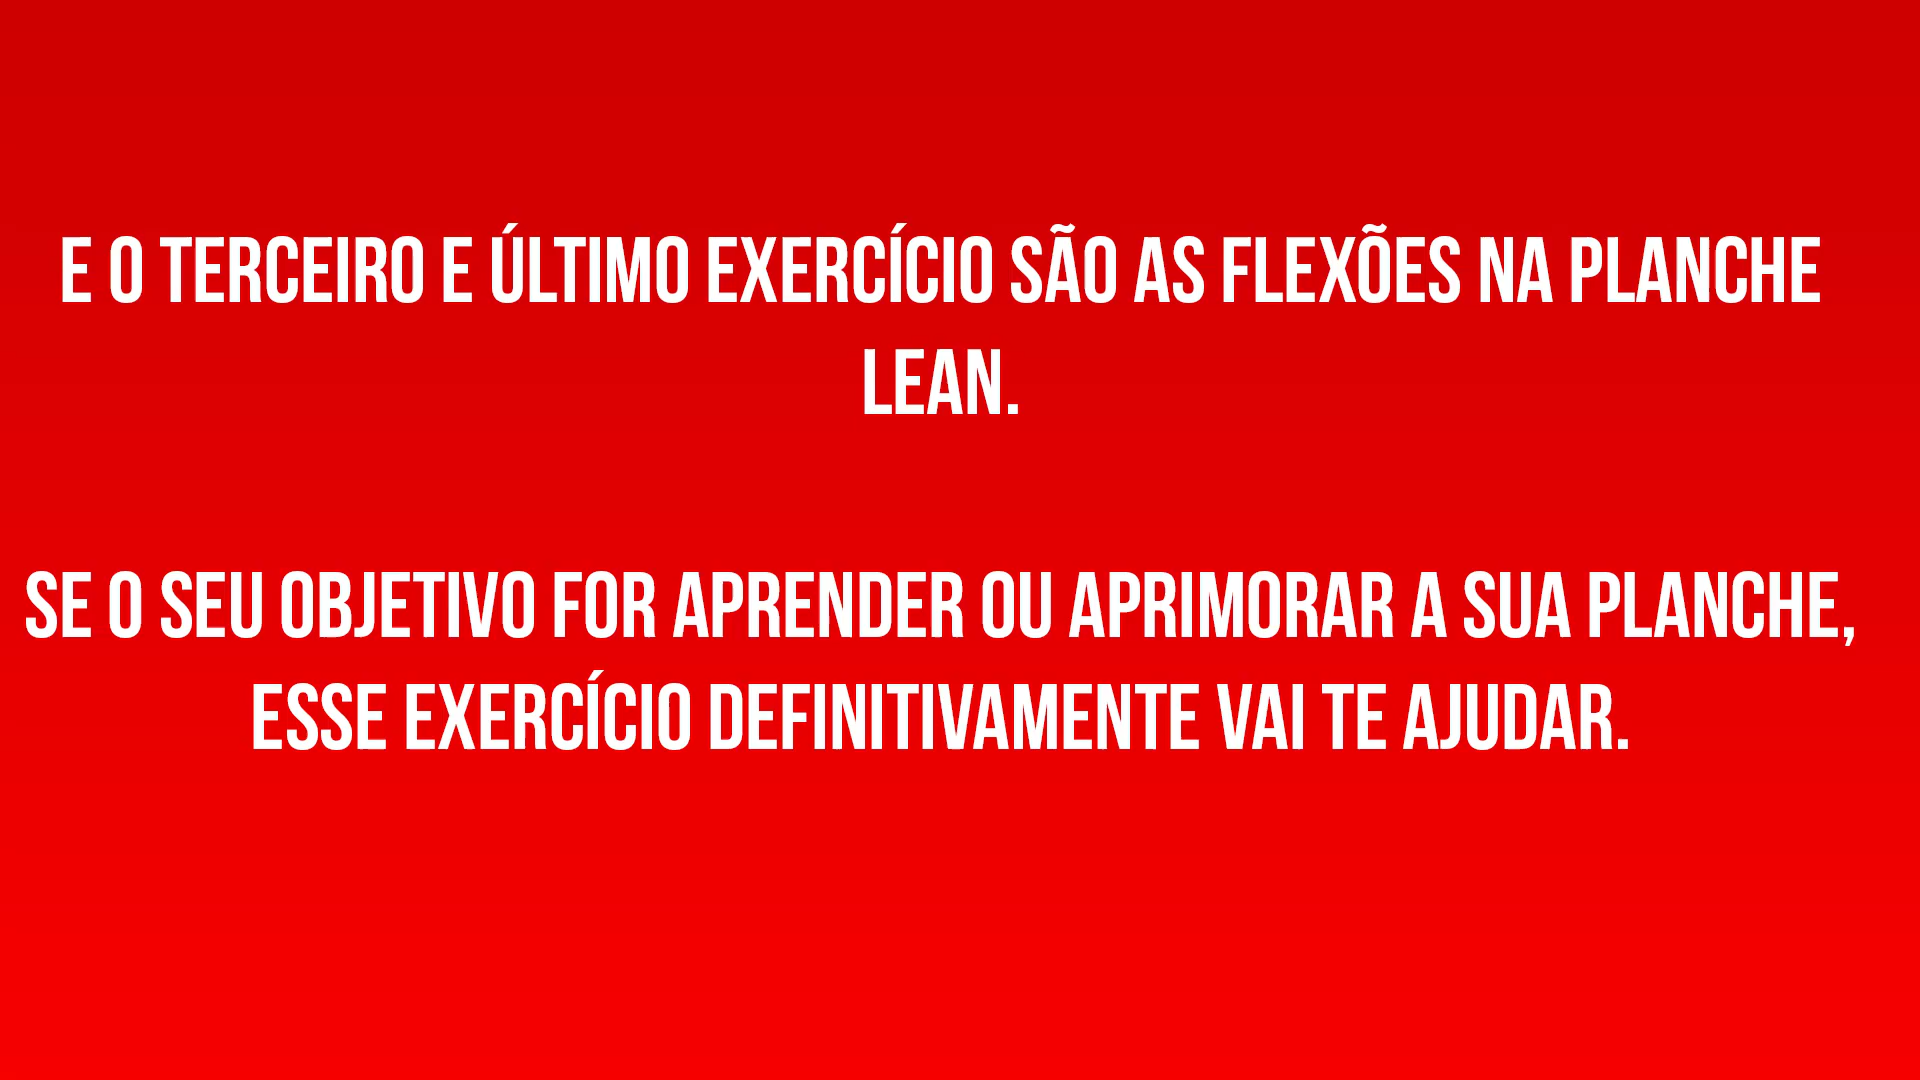 E O TERCEIRO E ÚLTIMO EXERCÍCIO SÃO AS FLEXÕES NA PLANCHE
LEAN.
SE O SEU OBJETIVO FOR APRENDER OU APRIMORAR A SUA PLANCHE,
ESSE EXERCÍCIO DEFINITIVAMENTE VAI TE AJUDAR.